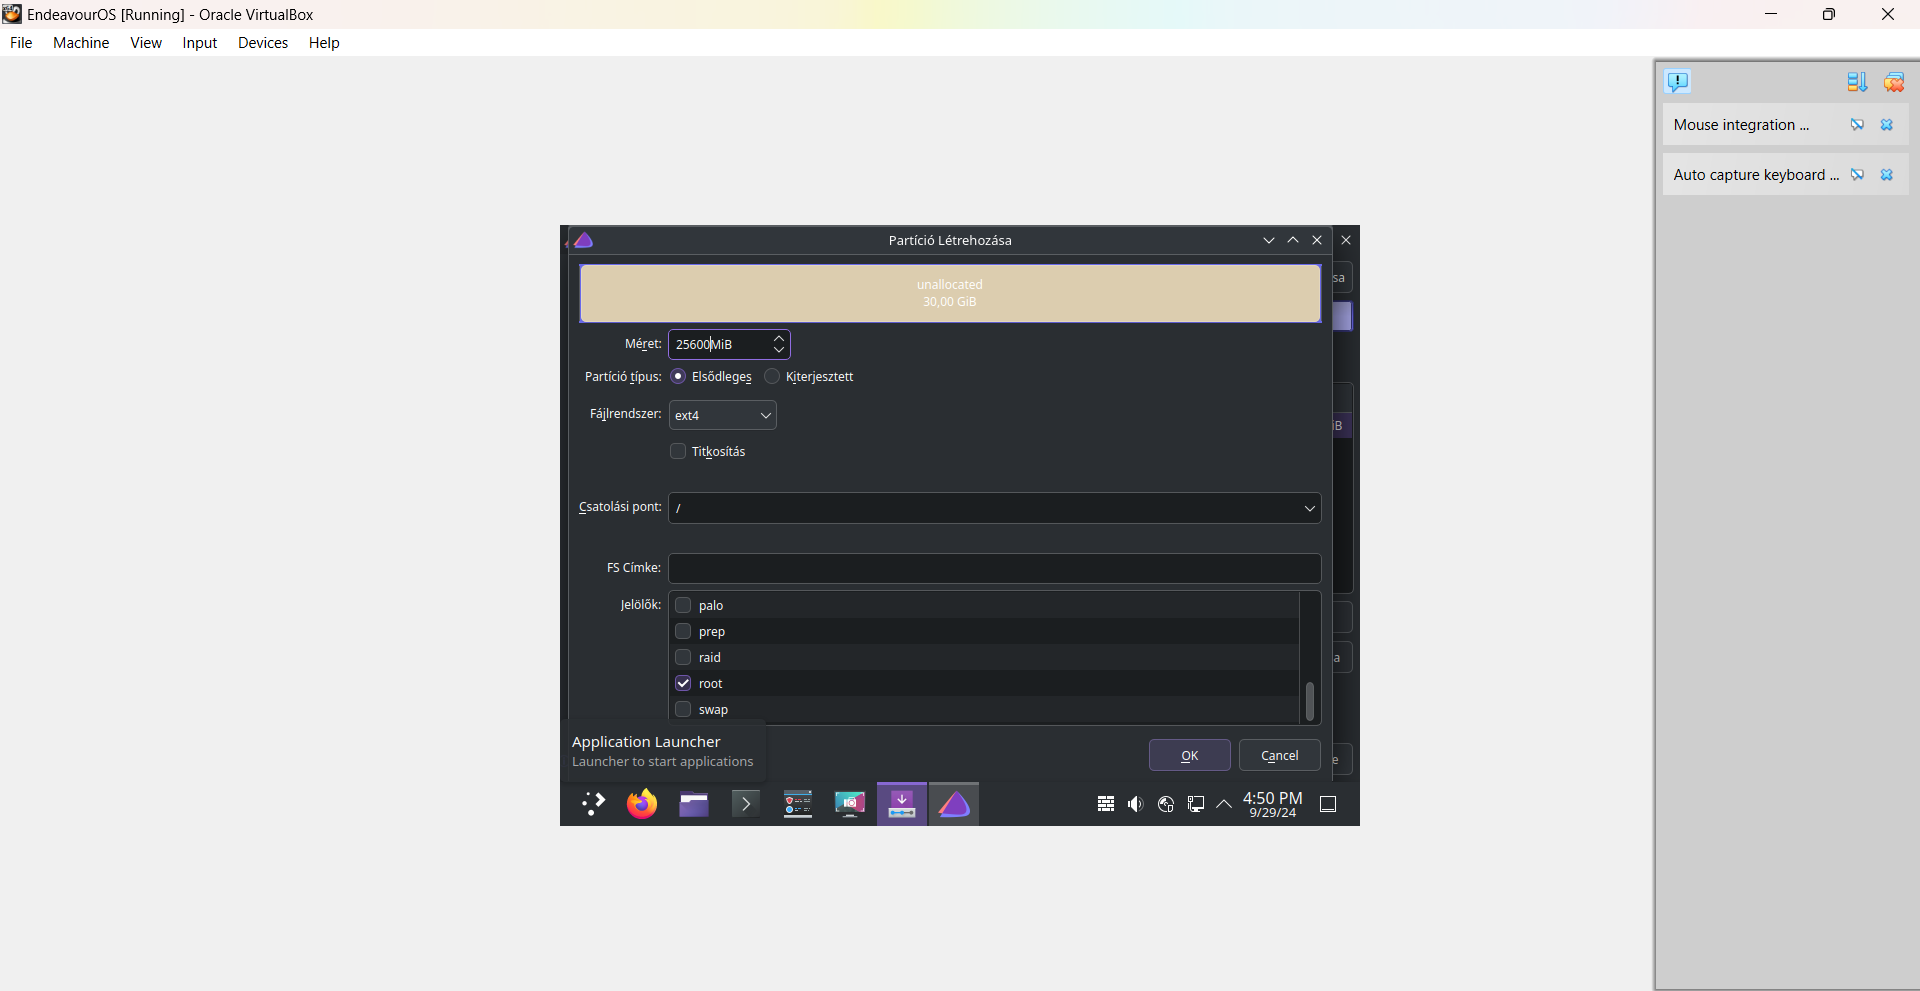 EndeavourOS [Running] - Oracle VirtualBox
File Machine View Input Devices Help
Mouse integration ...
Auto capture keyboard ...
Partíció Létrehozása
sa
unallocated
30,00 GiB
Méret: 25600MiB
Partíció típus: Elsődleges Kiterjesztett
Fájlrendszer: ext4
iB
Titkosítás
Csatolási pont: /
FS Címke:
Jelölők: palo
prep
raid
a
root
swap
Application Launcher
Launcher to start applications
OK Cancel
e
4:50 PM
9/29/24